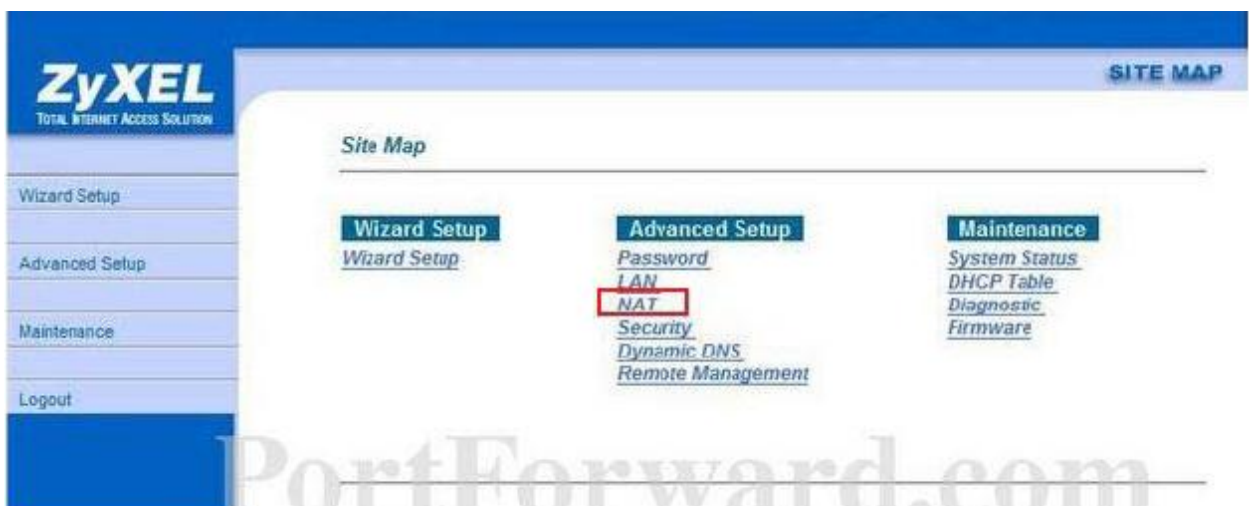 ZyXEL
TOTAL INTERNET ACCESS SOLUTION
SITE MAP
Site Map
Wizard Setup
Advanced Setup
Maintenance
Logout
Wizard Setup
Wizard Setup
Advanced Setup
Password
LAN
NAT
Security
Dynamic DNS
Remote Management
Maintenance
System Status
DHCP Table
Diagnostic
Firmware
PortForward.com